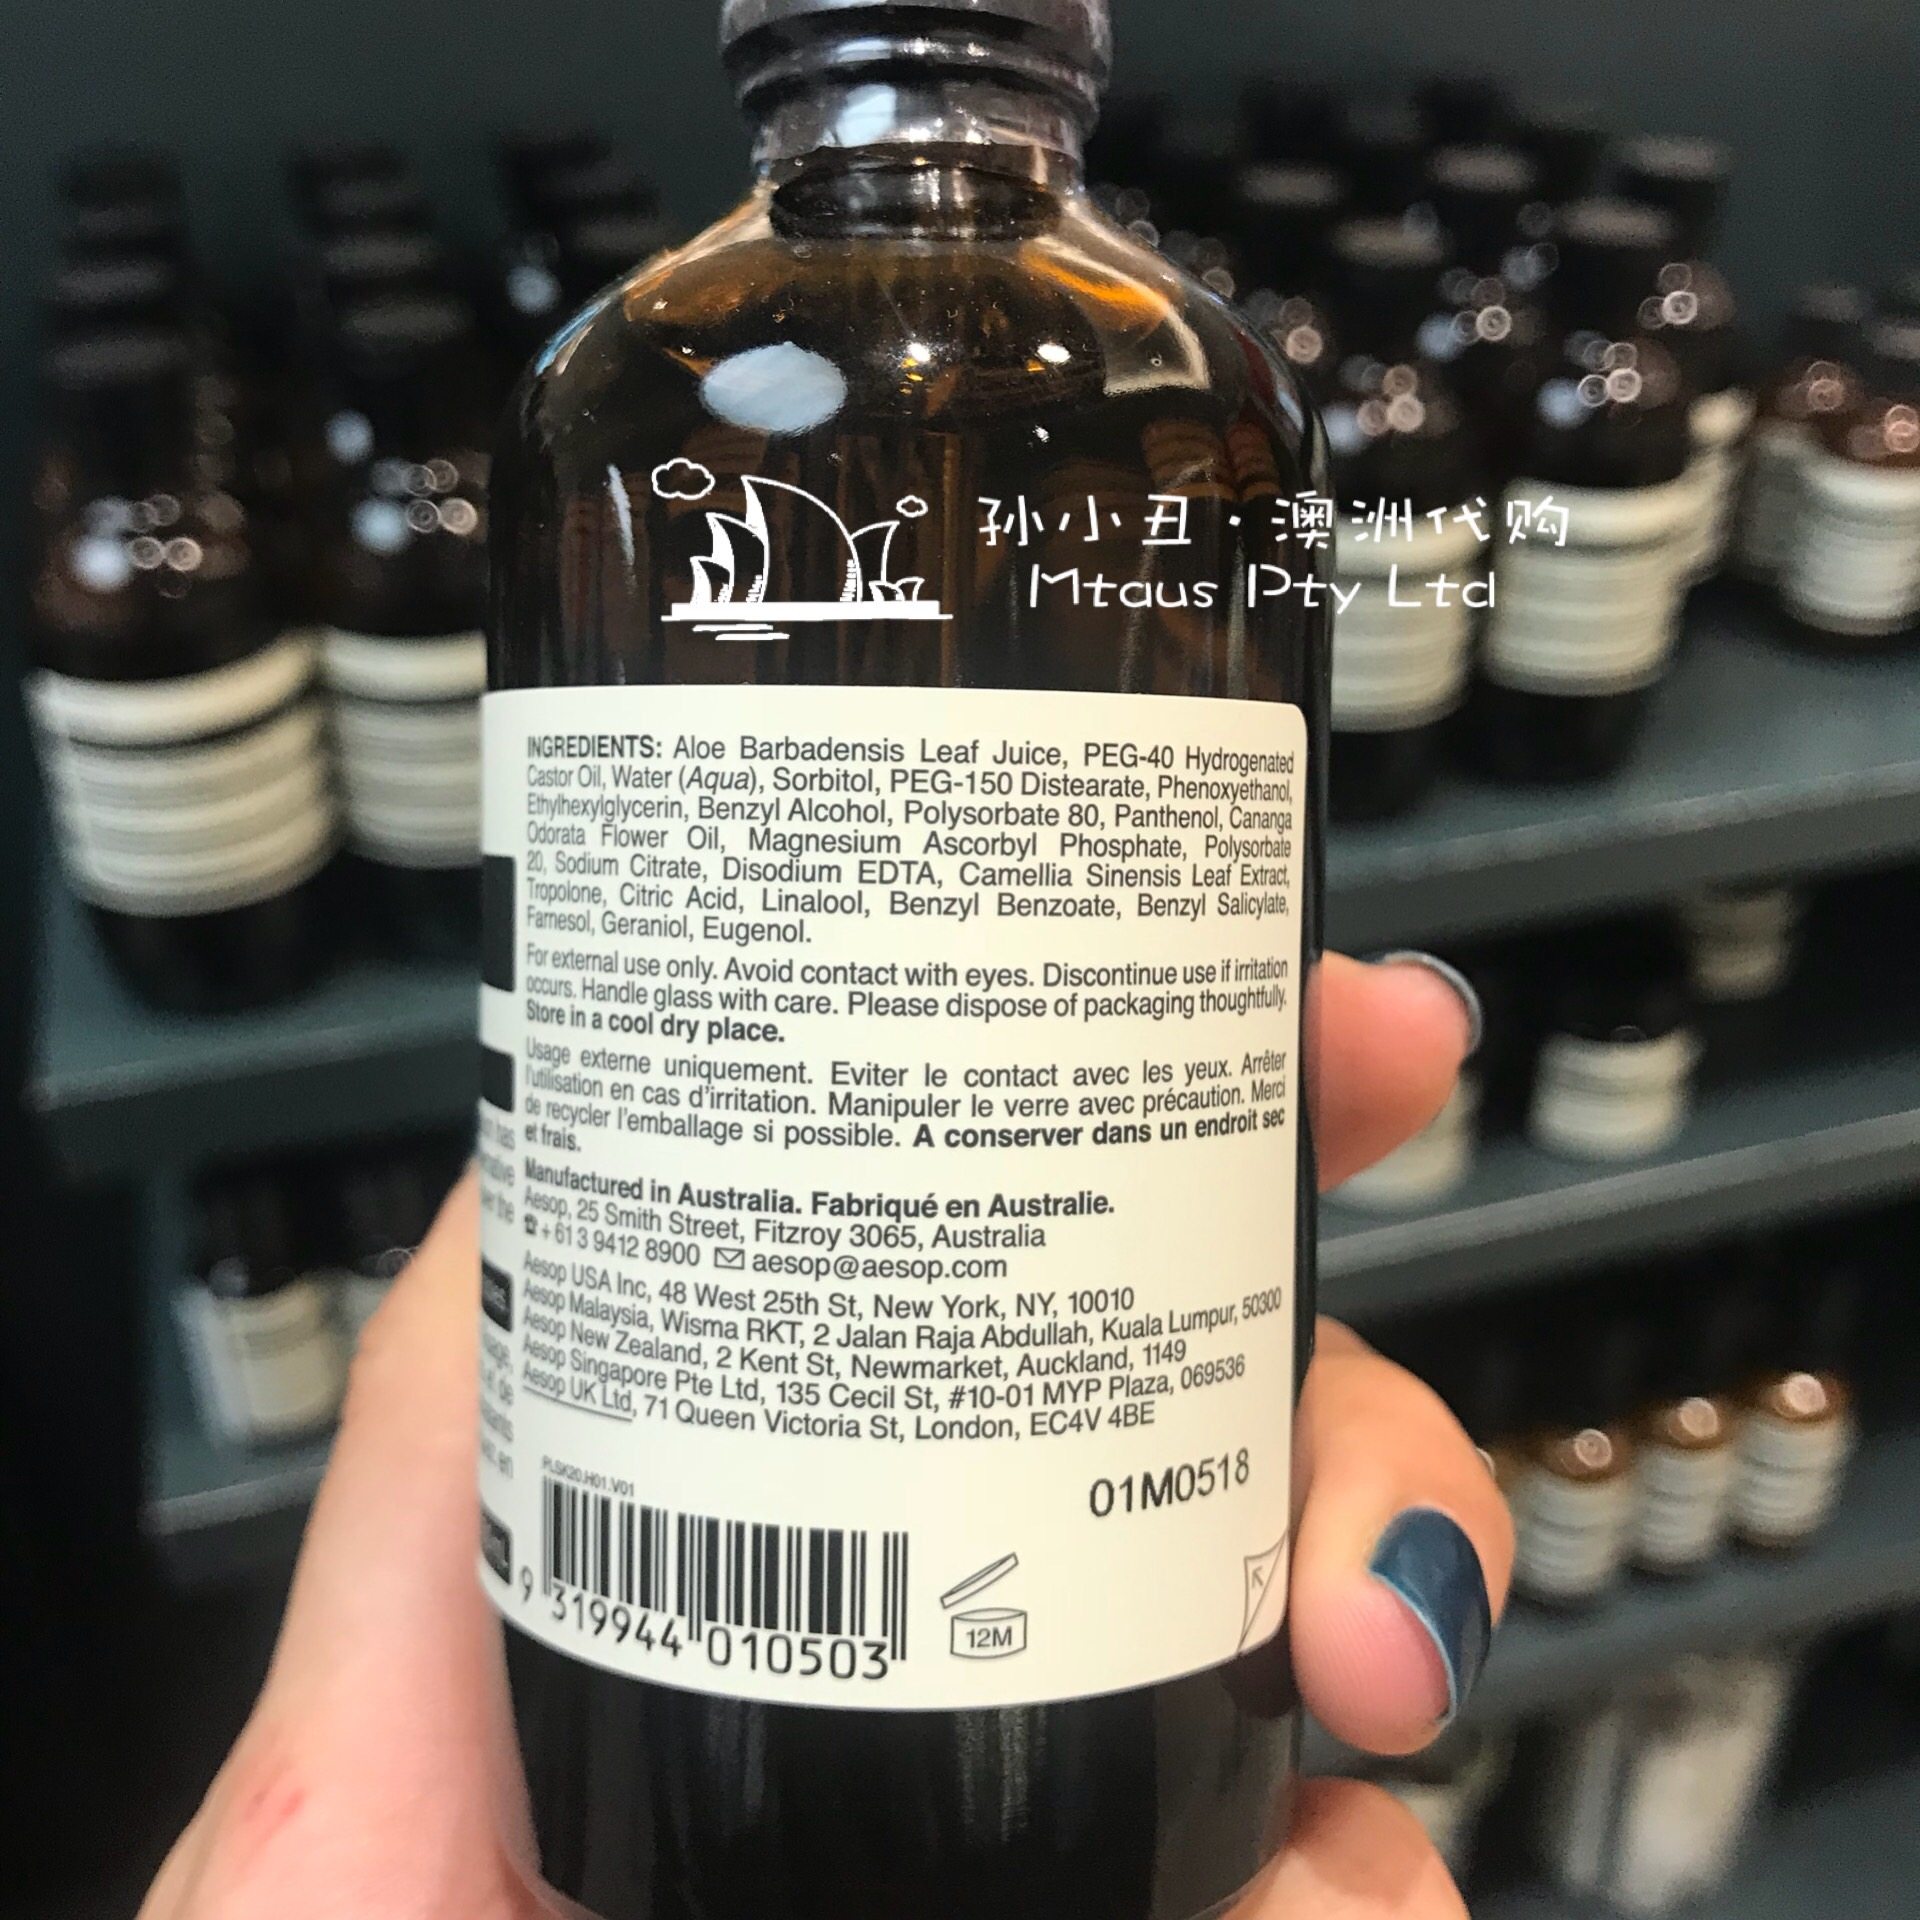 孙小丑·澳洲代购
Mtaus Pty Ltd
INGREDIENTS: Aloe Barbadensis Leaf Juice, PEG-40 Hydrogenated
Castor Oil, Water (Aqua), Sorbitol, PEG-150 Distearate, Phenoxyethanol,
Ethylhexylglycerin, Benzyl Alcohol, Polysorbate 80, Panthenol, Cananga
Odorata Flower Oil, Magnesium Ascorbyl Phosphate, Polysorbate
20, Sodium Citrate, Disodium EDTA, Camellia Sinensis Leaf Extract,
Tropolone, Citric Acid, Linalool, Benzyl Benzoate, Benzyl Salicylate,
Farnesol, Geraniol, Eugenol.
For external use only. Avoid contact with eyes. Discontinue use if irritation
occurs. Handle glass with care. Please dispose of packaging thoughtfully.
Store in a cool dry place.
Usage externe uniquement. Eviter le contact avec les yeux. Arrêter
l'utilisation en cas d'irritation. Manipuler le verre avec précaution. Merci
de recycler l'emballage si possible. A conserver dans un endroit sec
et frais.
Manufactured in Australia. Fabriqué en Australie.
Aesop, 25 Smith Street, Fitzroy 3065, Australia
☎ +61 3 9412 8900 ✉ aesop@aesop.com
Aesop USA Inc, 48 West 25th St, New York, NY, 10010
Aesop Malaysia, Wisma RKT, 2 Jalan Raja Abdullah, Kuala Lumpur, 50300
Aesop New Zealand, 2 Kent St, Newmarket, Auckland, 1149
Aesop Singapore Pte Ltd, 135 Cecil St, #10-01 MYP Plaza, 069536
Aesop UK Ltd, 71 Queen Victoria St, London, EC4V 4BE
PLSK20.H01.V01
01M0518
9 319944 010503
12M